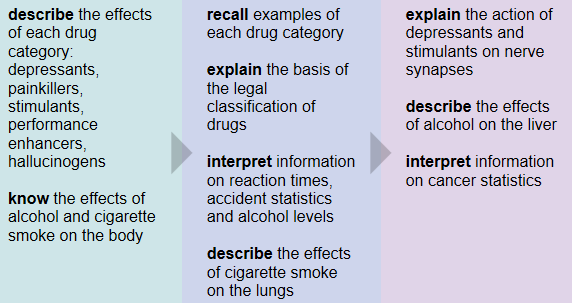 describe the effects
of each drug
category:
depressants,
painkillers,
stimulants,
performance
enhancers,
hallucinogens
know the effects of
alcohol and cigarette
smoke on the body
recall examples of
each drug category
explain the basis of
the legal
classification of
drugs
interpret information
on reaction times,
accident statistics
and alcohol levels
describe the effects
of cigarette smoke
on the lungs
explain the action of
depressants and
stimulants on nerve
synapses
describe the effects
of alcohol on the liver
interpret information
on cancer statistics